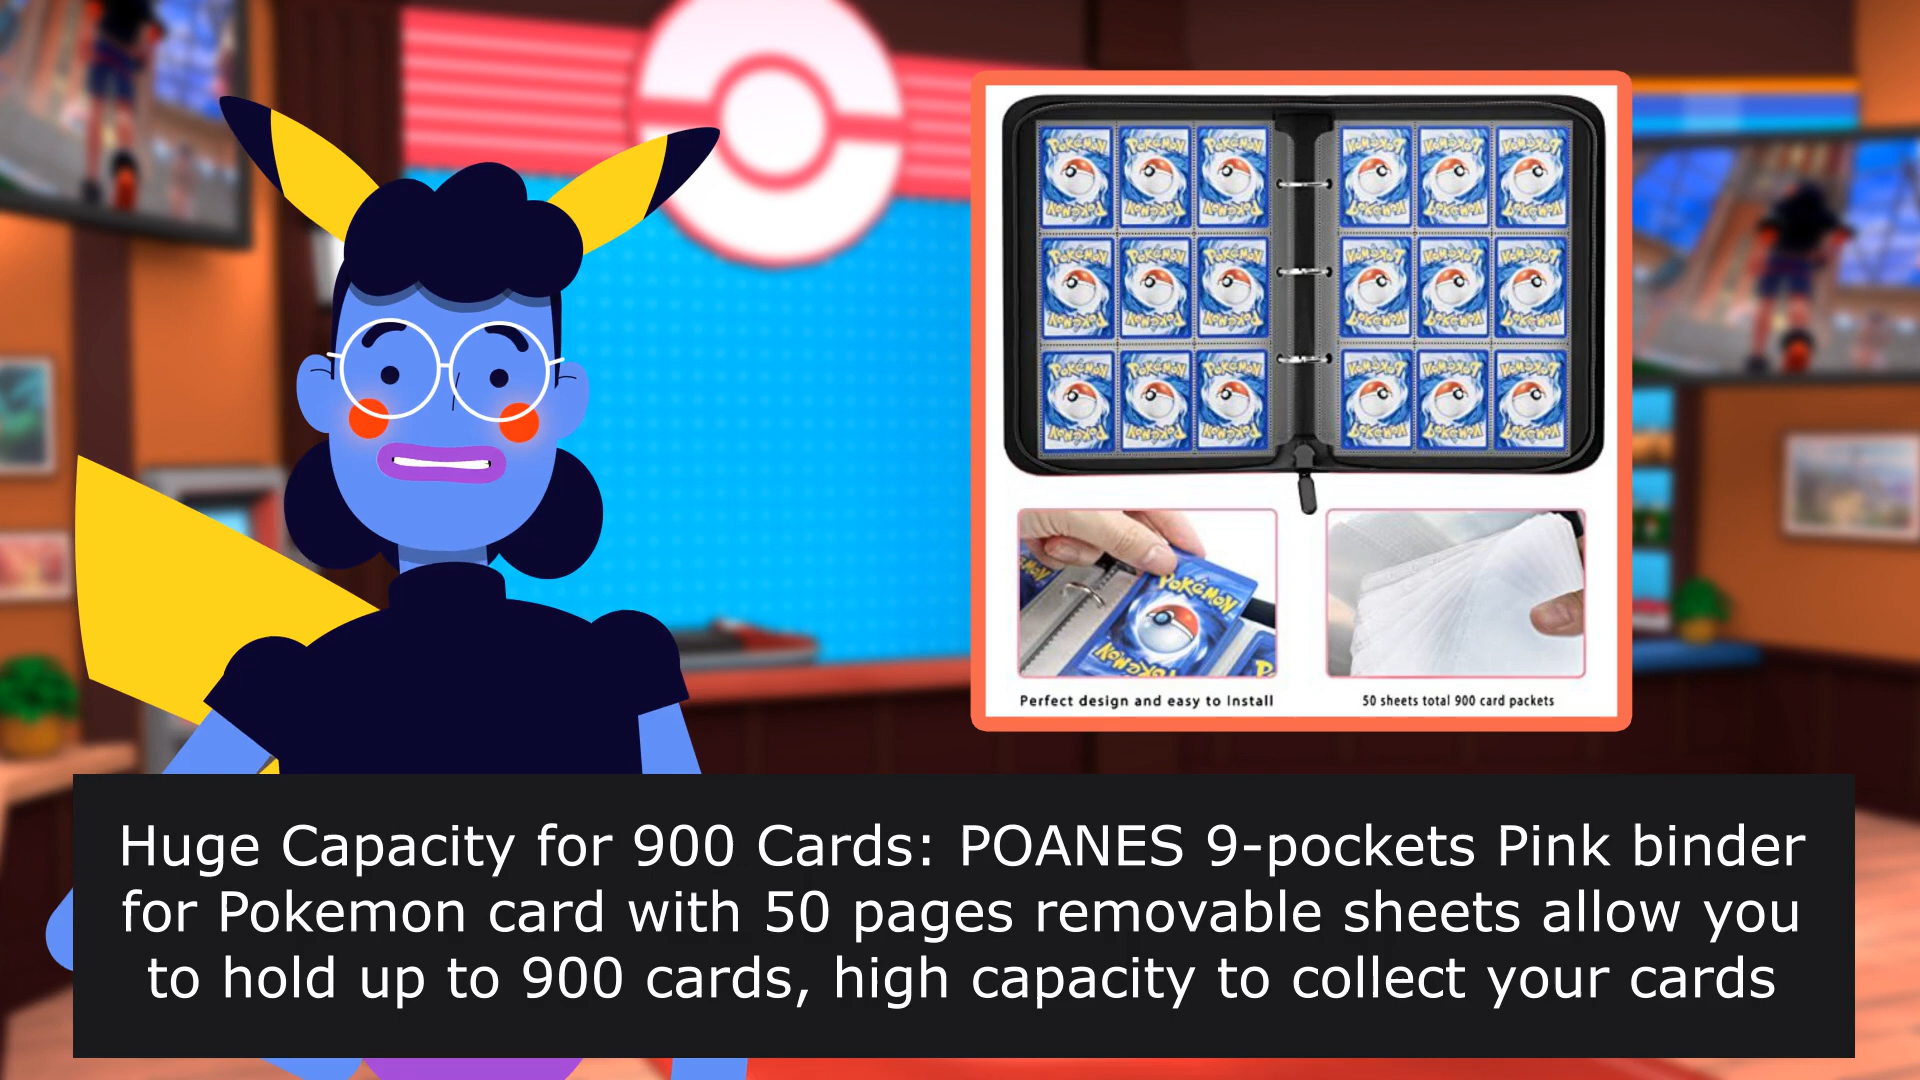 Perfect design and easy to Install
50 sheets total 900 card packets
Huge Capacity for 900 Cards: POANES 9-pockets Pink binder
for Pokemon card with 50 pages removable sheets allow you
to hold up to 900 cards, high capacity to collect your cards